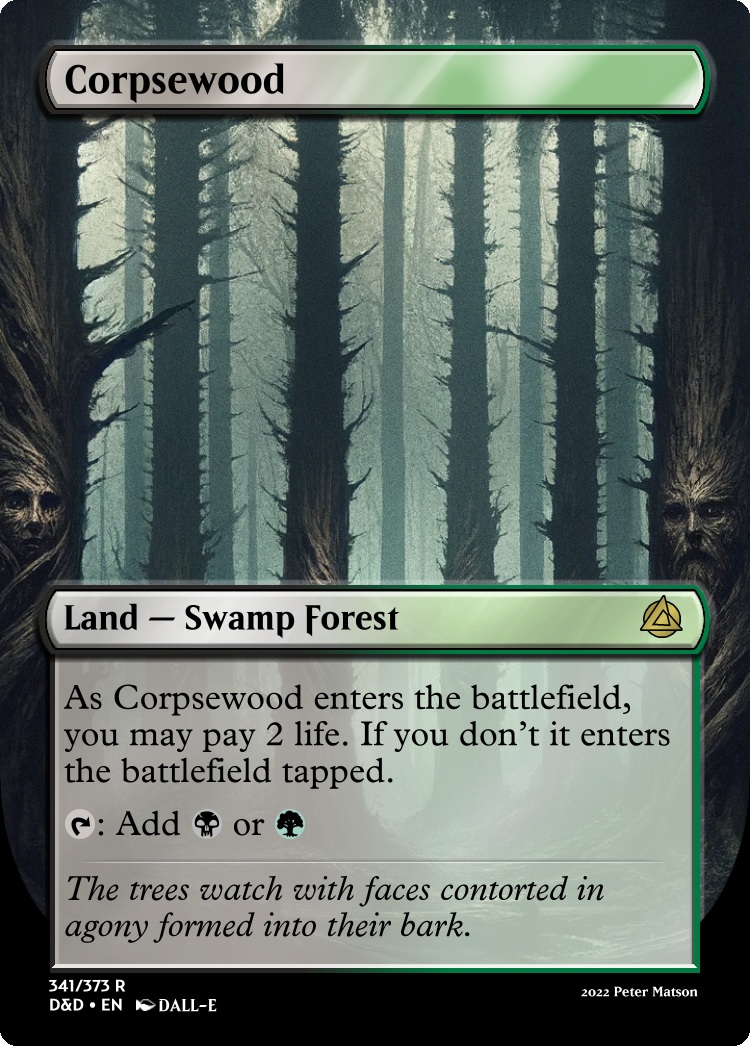 Corpsewood
Land — Swamp Forest
As Corpsewood enters the battlefield,
you may pay 2 life. If you don't it enters
the battlefield tapped.
: Add or
The trees watch with faces contorted in
agony formed into their bark.
341/373 R
D&D • EN DALL-E
2022 Peter Matson